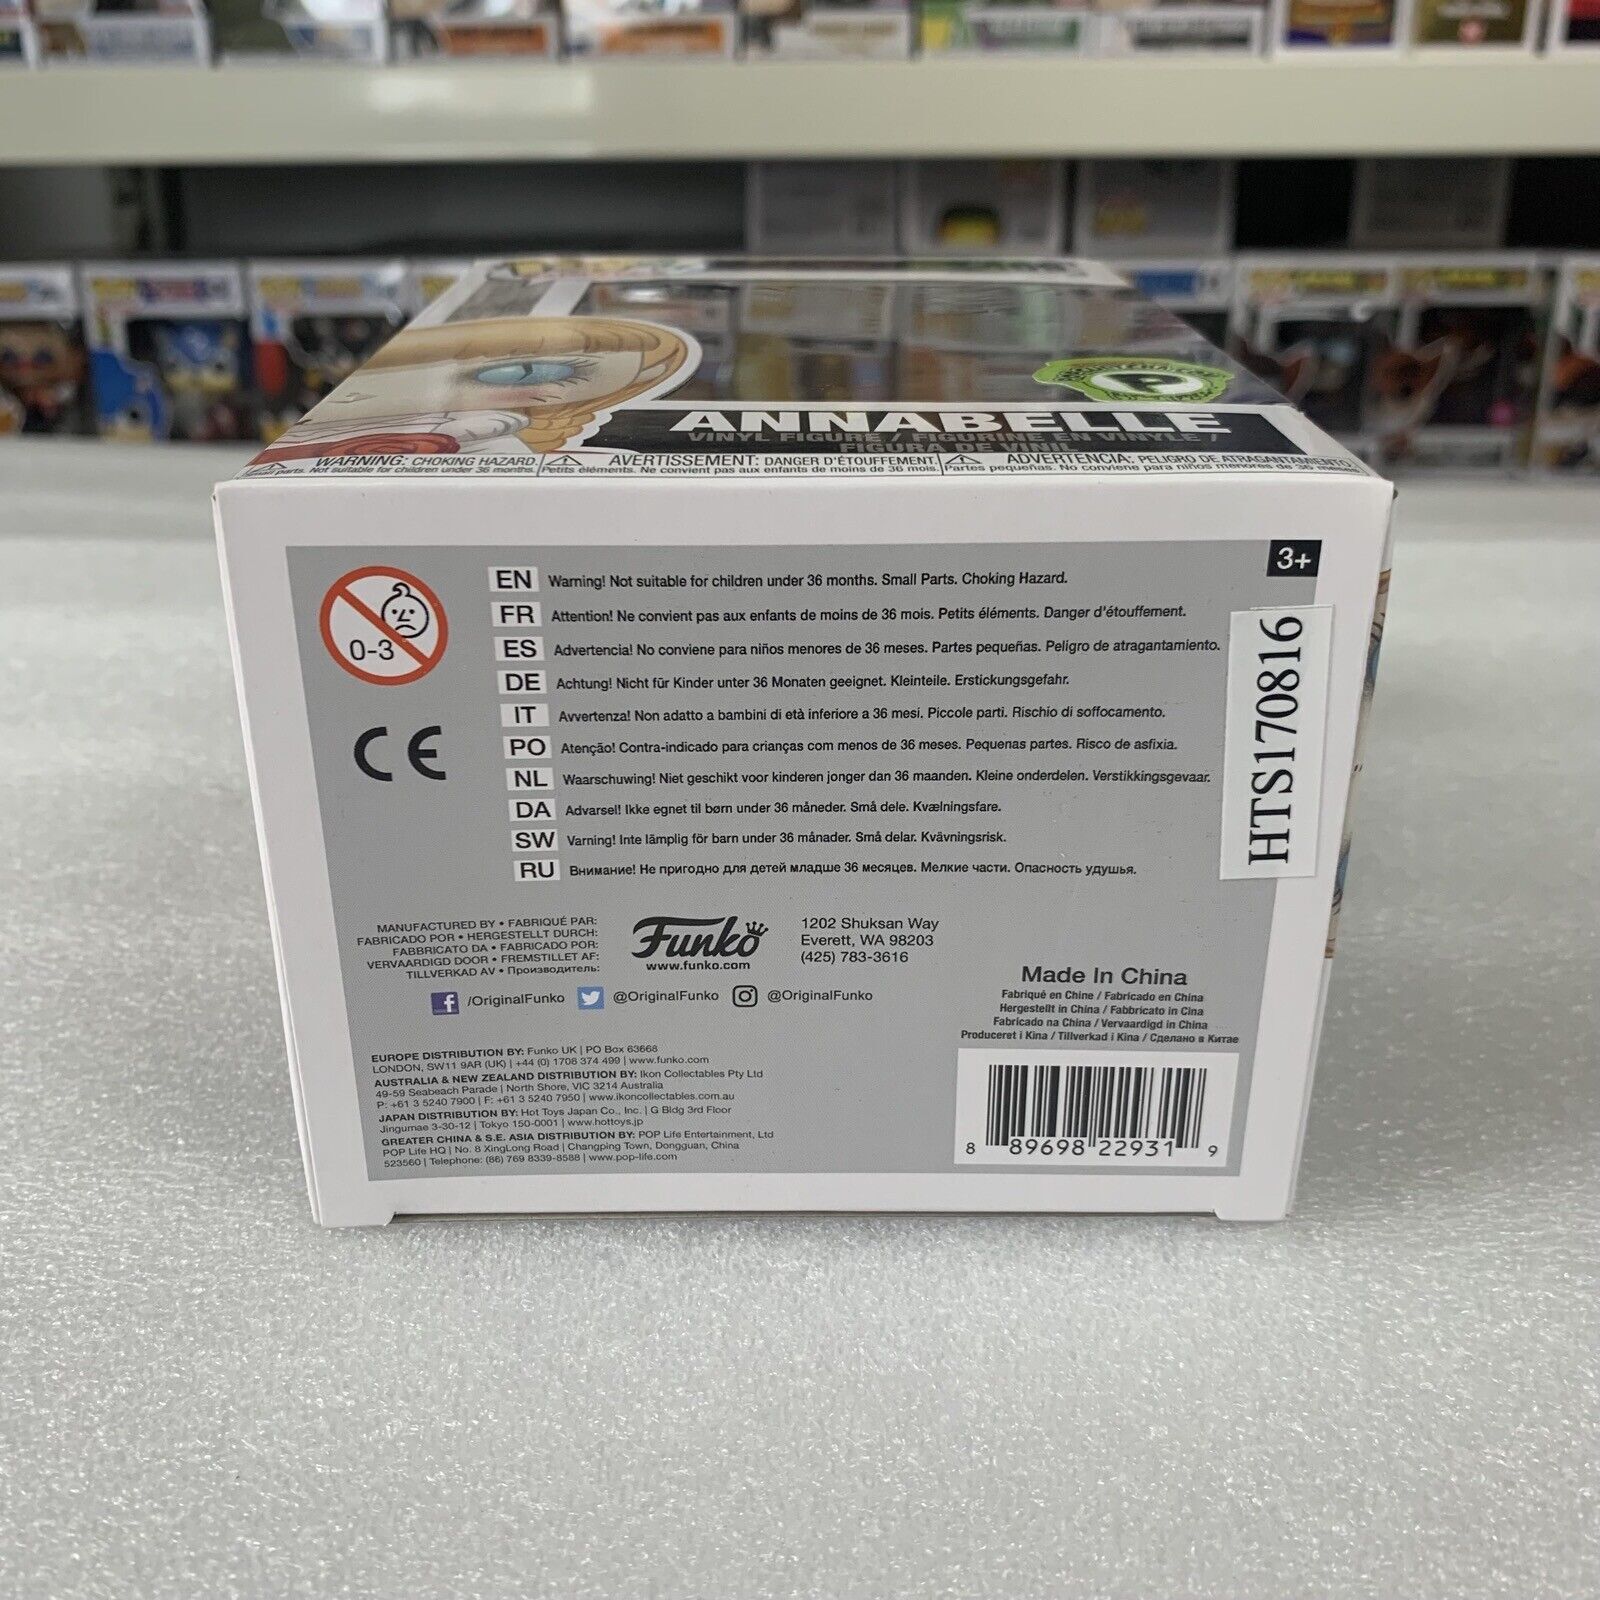 ANNABELLE
VINYL FIGURE / FIGURINE EN VINYLE /
FIGURA DE VINILO
WARNING: CHOKING HAZARD. AVERTISSEMENT: DANGER D'ÉTOUFFEMENT. ADVERTENCIA: PELIGRO DE ATRAGANTAMIENTO.
parts. Not suitable for children under 36 months. Petits éléments. Ne convient pas aux enfants de moins de 36 mois. Partes pequeñas. No conviene para niños menores de 36
3+
EN Warning! Not suitable for children under 36 months. Small Parts. Choking Hazard.
FR Attention! Ne convient pas aux enfants de moins de 36 mois. Petits éléments. Danger d'étouffement.
ES Advertencia! No conviene para niños menores de 36 meses. Partes pequeñas. Peligro de atragantamiento.
DE Achtung! Nicht für Kinder unter 36 Monaten geeignet. Kleinteile. Erstickungsgefahr.
IT Avvertenza! Non adatto a bambini di età inferiore a 36 mesi. Piccole parti. Rischio di soffocamento.
PO Atenção! Contra-indicado para crianças com menos de 36 meses. Pequenas partes. Risco de asfixia.
NL Waarschuwing! Niet geschikt voor kinderen jonger dan 36 maanden. Kleine onderdelen. Verstikkingsgevaar.
DA Advarsel! Ikke egnet til børn under 36 måneder. Små dele. Kvælningsfare.
SW Varning! Inte lämplig för barn under 36 månader. Små delar. Kvävningsrisk.
RU Внимание! Не пригодно для детей младше 36 месяцев. Мелкие части. Опасность удушья.
0-3
CE
HTS170816
MANUFACTURED BY • FABRIQUÉ PAR:
FABRICADO POR • HERGESTELLT DURCH:
FABBRICATO DA • FABRICADO POR:
VERVAARDIGD DOOR • FREMSTILLET AF:
TILLVERKAD AV • Производитель:
Funko
www.funko.com
1202 Shuksan Way
Everett, WA 98203
(425) 783-3616
/OriginalFunko @OriginalFunko @OriginalFunko
Made In China
Fabriqué en Chine / Fabricado en China
Hergestellt in China / Fabbricato in Cina
Fabricado na China / Vervaardigd in China
Produceret i Kina / Tillverkad i Kina / Сделано в Китае
EUROPE DISTRIBUTION BY: Funko UK | PO Box 63668
LONDON, SW11 9AR (UK) | +44 (0) 1708 374 499 | www.funko.com
AUSTRALIA & NEW ZEALAND DISTRIBUTION BY: Ikon Collectables Pty Ltd
49-59 Seabeach Parade | North Shore, VIC 3214 Australia
P: +61 3 5240 7900 | F: +61 3 5240 7950 | www.ikoncollectables.com.au
JAPAN DISTRIBUTION BY: Hot Toys Japan Co., Inc. | G Bldg 3rd Floor
Jingumae 3-30-12 | Tokyo 150-0001 | www.hottoys.jp
GREATER CHINA & S.E. ASIA DISTRIBUTION BY: POP Life Entertainment, Ltd
POP Life HQ | No. 8 XingLong Road | Changping Town, Dongguan, China
523560 | Telephone: (86) 769 8339-8588 | www.pop-life.com
8 89698 22931 9